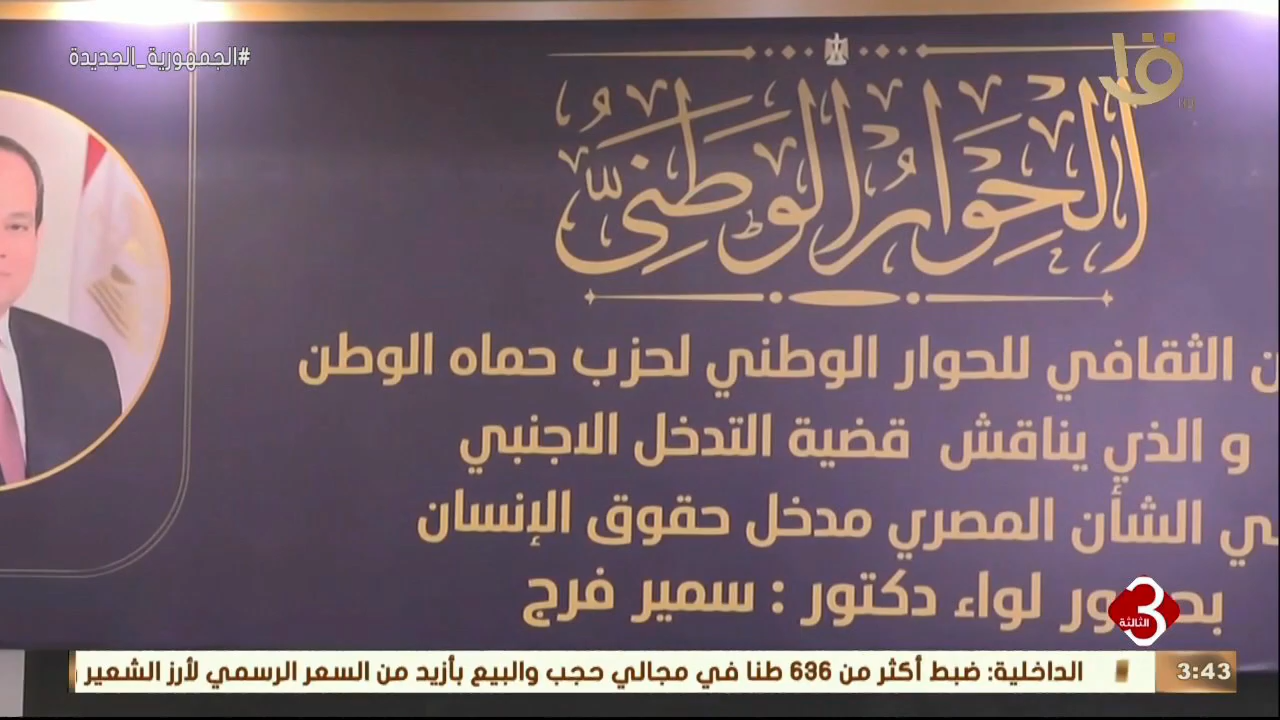 #الجمهورية_الجديدة
الحوار الوطني
الثقافي للحوار الوطني لحزب حماه الوطن
و الذي يناقش قضية التدخل الاجنبي
الشأن المصري مدخل حقوق الإنسان
لواء دكتور : سمير فرج
3
الثالثة
3:43
الداخلية: ضبط أكثر من 636 طنا في مجالي حجب والبيع بأزيد من السعر الرسمي لأرز الشعير